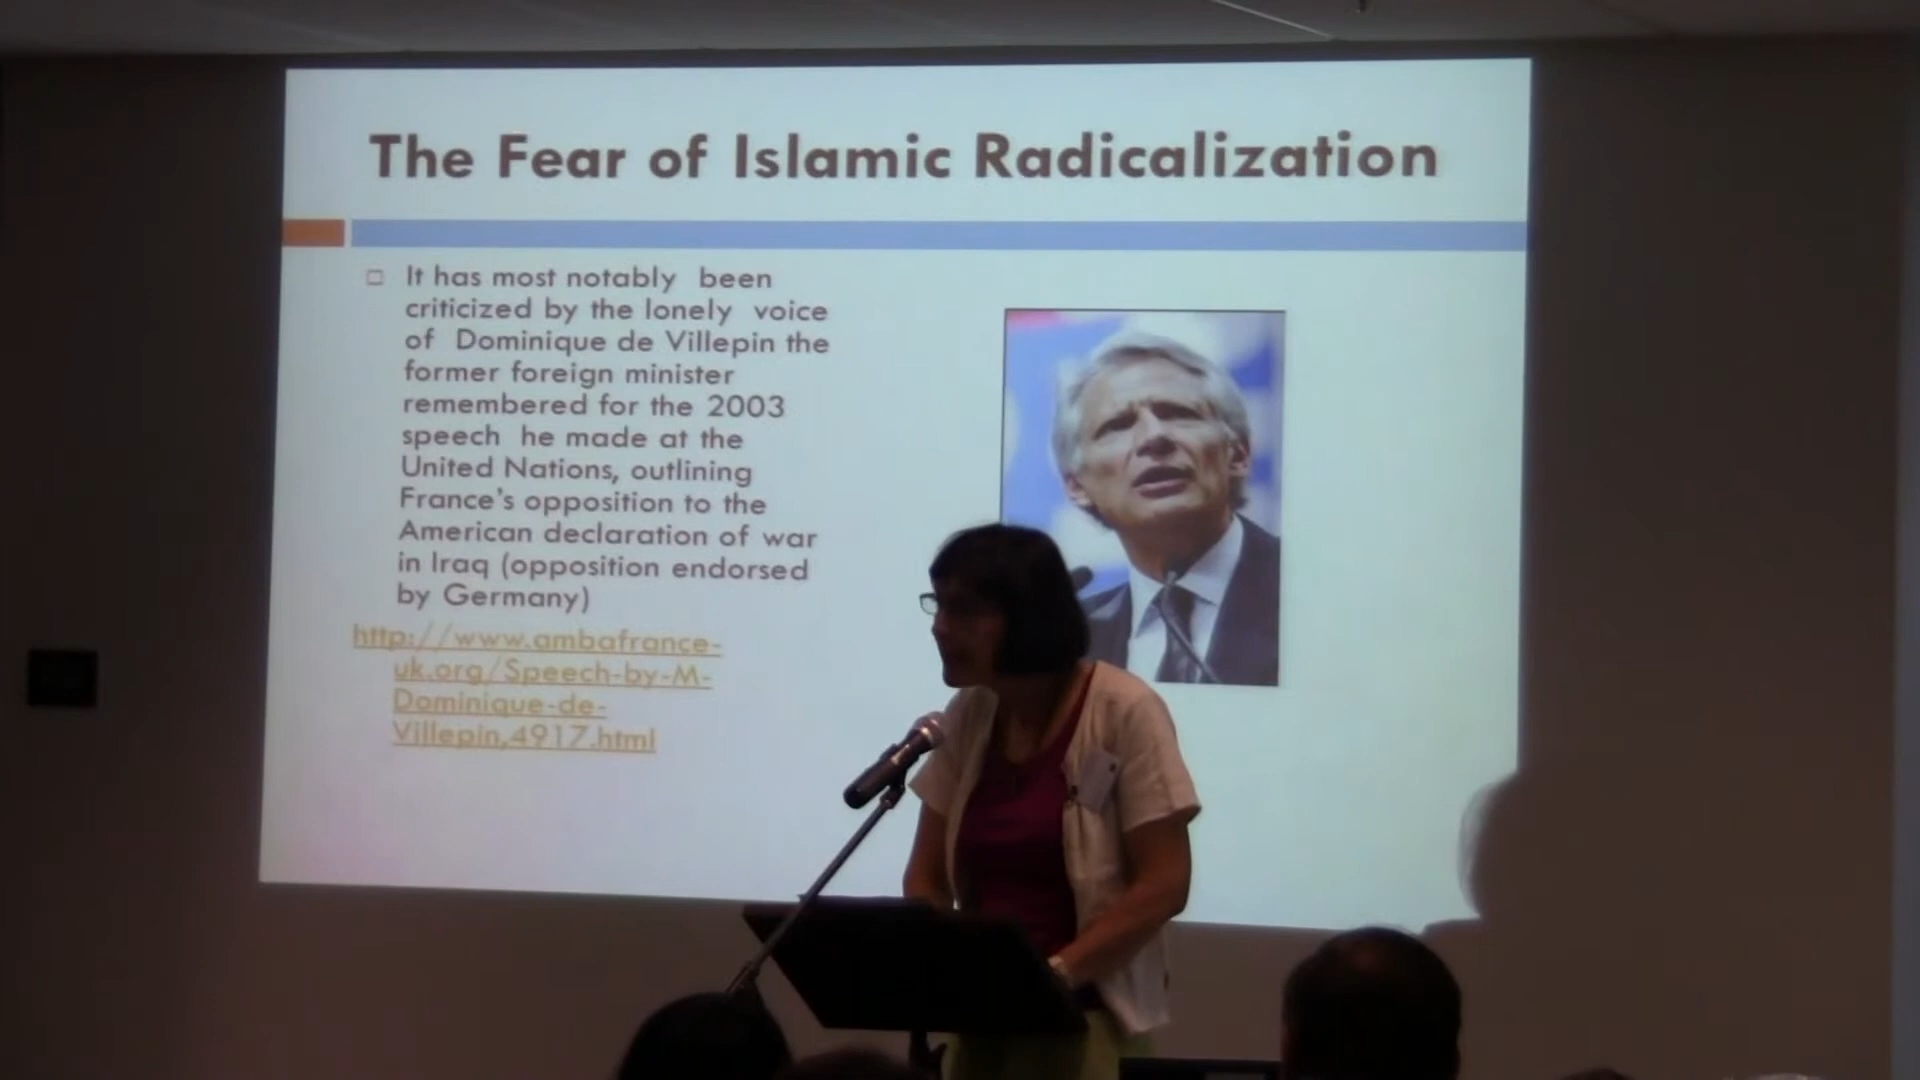 The Fear of Islamic Radicalization
It has most notably been
criticized by the lonely voice
of Dominique de Villepin the
former foreign minister
remembered for the 2003
speech he made at the
United Nations, outlining
France's opposition to the
American declaration of war
in Iraq (opposition endorsed
by Germany)
http://www.ambafrance-
uk.org/Speech-by-M-
Dominique-de-
Villepin,4917.html